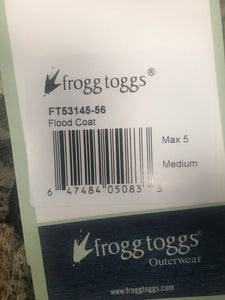 frogg toggs®
FT53145-56
Flood Coat
Max 5
Medium
6 47484 05083 3
frogg toggs®
Outerwear
www.froggtoggs.com